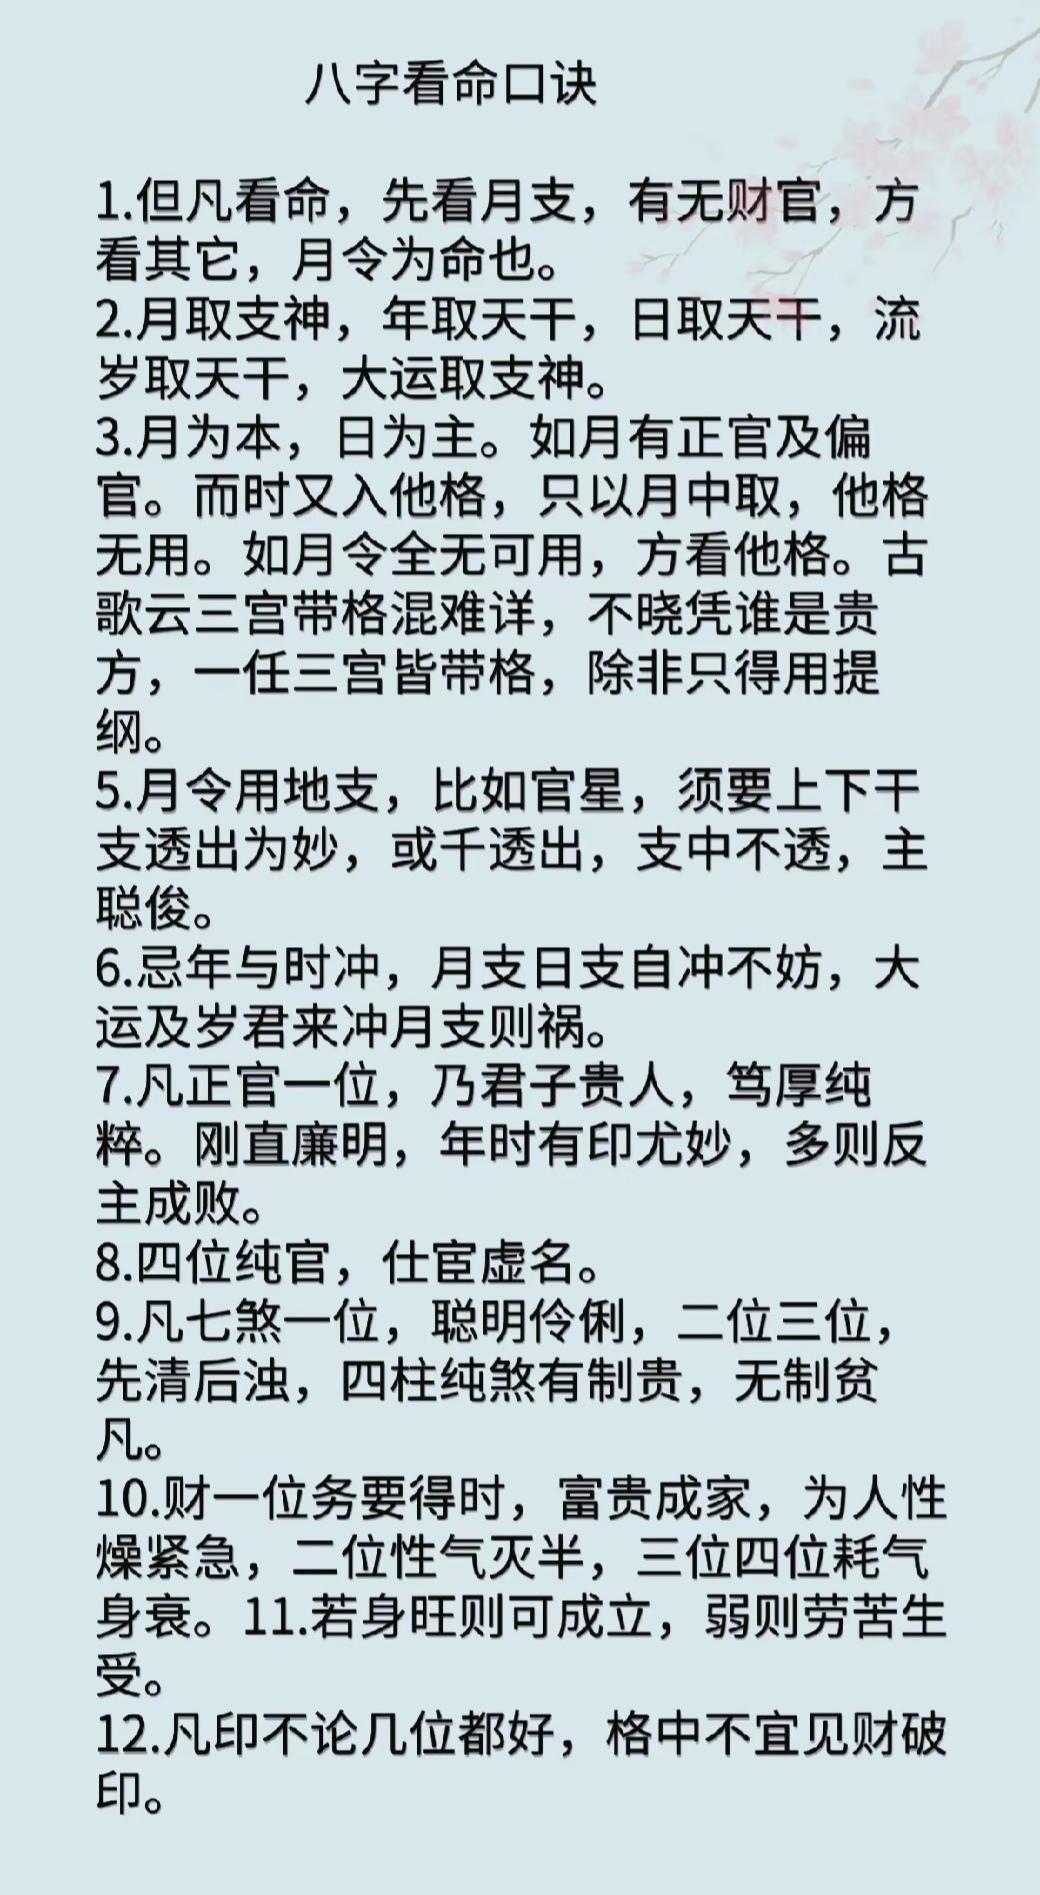 八字看命口诀
1.但凡看命，先看月支，有无财官，方
看其它，月令为命也。
2.月取支神，年取天干，日取天干，流
岁取天干，大运取支神。
3.月为本，日为主。如月有正官及偏
官。而时又入他格，只以月中取，他格
无用。如月令全无可用，方看他格。古
歌云三宫带格混难详，不晓凭谁是贵
方，一任三宫皆带格，除非只得用提
纲。
5.月令用地支，比如官星，须要上下干
支透出为妙，或千透出，支中不透，主
聪俊。
6.忌年与时冲，月支日支自冲不妨，大
运及岁君来冲月支则祸。
7.凡正官一位，乃君子贵人，笃厚纯
粹。刚直廉明，年时有印尤妙，多则反
主成败。
8.四位纯官，仕宦虚名。
9.凡七煞一位，聪明伶俐，二位三位，
先清后浊，四柱纯煞有制贵，无制贫
凡。
10.财一位务要得时，富贵成家，为人性
燥紧急，二位性气灭半，三位四位耗气
身衰。11.若身旺则可成立，弱则劳苦生
受。
12.凡印不论几位都好，格中不宜见财破
印。